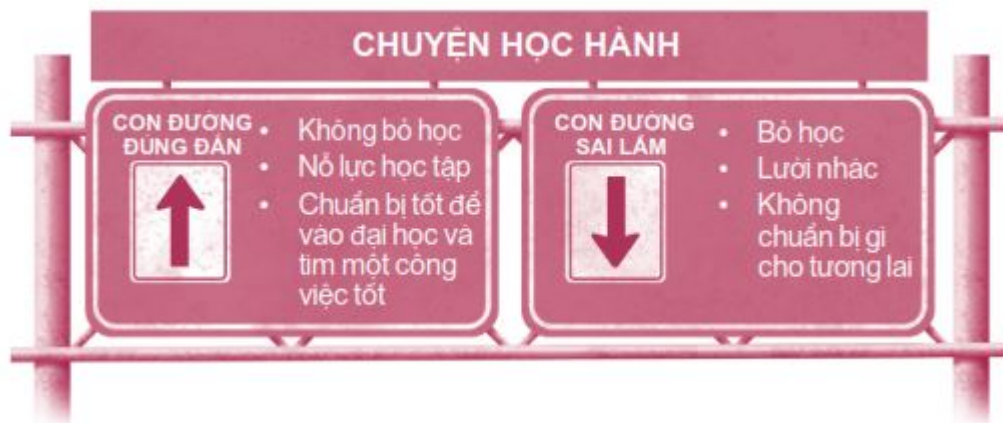 CHUYỆN HỌC HÀNH
CON ĐƯỜNG
ĐÚNG ĐẮN
• Không bỏ học
• Nỗ lực học tập
• Chuẩn bị tốt để
vào đại học và
tìm một công
việc tốt
CON ĐƯỜNG
SAI LẦM
• Bỏ học
• Lười nhác
• Không
chuẩn bị gì
cho tương lai